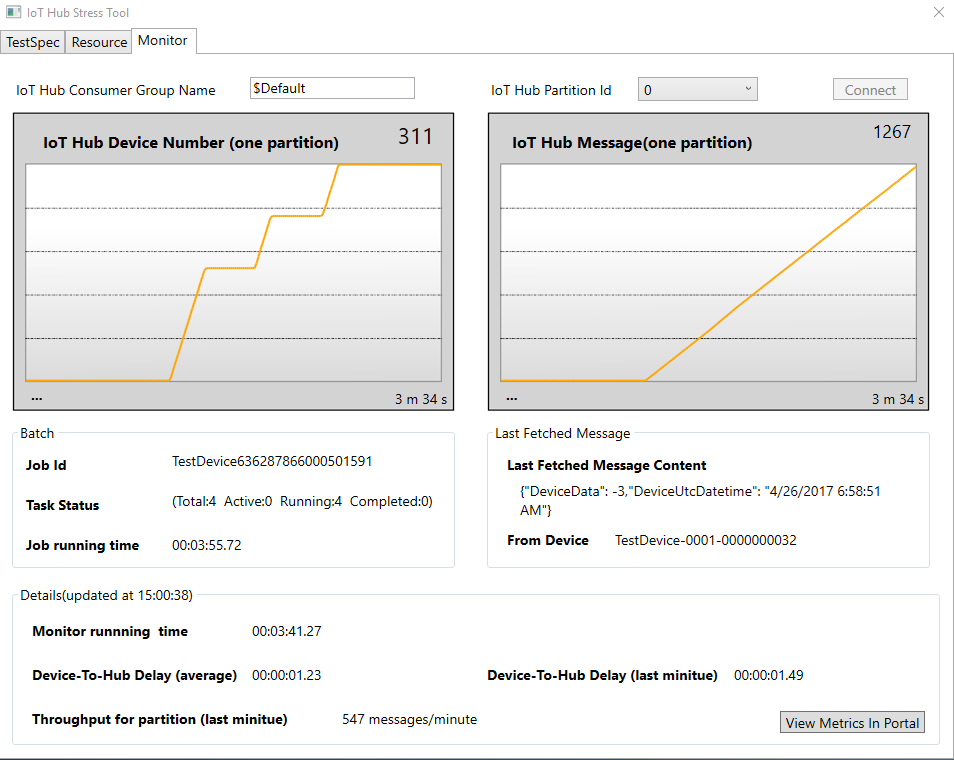 IoT Hub Stress Tool
TestSpec Resource Monitor
IoT Hub Consumer Group Name $Default IoT Hub Partition Id 0 Connect
IoT Hub Device Number (one partition) 311
IoT Hub Message(one partition) 1267
... 3 m 34 s
... 3 m 34 s
Batch
Job Id TestDevice636287866000501591
Task Status (Total:4 Active:0 Running:4 Completed:0)
Job running time 00:03:55.72
Last Fetched Message
Last Fetched Message Content
{"DeviceData": -3,"DeviceUtcDatetime": "4/26/2017 6:58:51
AM"}
From Device TestDevice-0001-0000000032
Details(updated at 15:00:38)
Monitor runnning time 00:03:41.27
Device-To-Hub Delay (average) 00:00:01.23 Device-To-Hub Delay (last minitue) 00:00:01.49
Throughput for partition (last minitue) 547 messages/minute
View Metrics In Portal